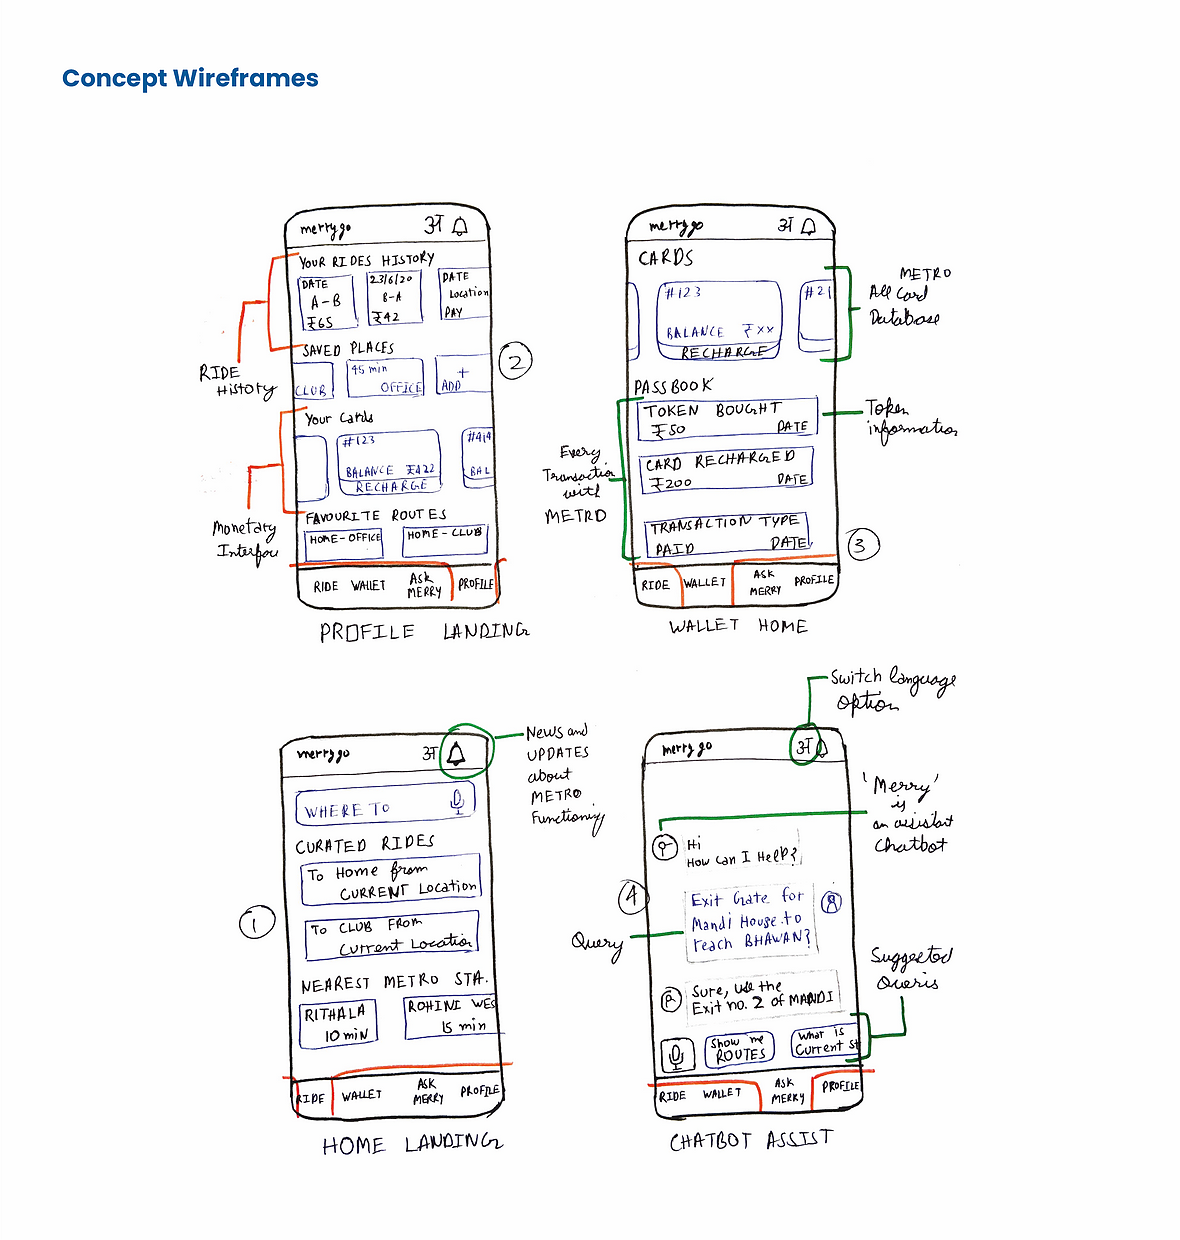 Concept Wireframes
merry go अ
YOUR RIDES HISTORY
DATE
A-B
₹65
23/6/20
B-A
₹42
DATE
Location
PAY
SAVED PLACES
CLUB
45 min
OFFICE
+
ADD
Your Cards
#123
BALANCE ₹422
RECHARGE
#414
BAL
FAVOURITE ROUTES
HOME-OFFICE
HOME-CLUB
RIDE
WALLET
ASK
MERRY
PROFILE
PROFILE LANDING
RIDE
History
Monetary
2
merry go अ
CARDS
#123
BALANCE ₹XX
RECHARGE
#21
PASSBOOK
TOKEN BOUGHT
₹50 DATE
CARD RECHARGED
₹200 DATE
TRANSACTION TYPE
PAID DATE
RIDE
WALLET
ASK
MERRY
PROFILE
WALLET HOME
METRO
All Card
Database
Token
information
Every
Transaction
with
METRO
3
merry go अ
WHERE TO
CURATED RIDES
To Home from
CURRENT Location
To CLUB FROM
Current Location
NEAREST METRO STA.
RITHALA
10 min
ROHINI WES
15 min
RIDE
WALLET
ASK
MERRY
PROFILE
HOME LANDING
1
News and
UPDATES
about
METRO
Functioning
merry go अ
Hi
How can I Help?
Exit Gate for
Mandi House to
reach BHAWAN?
Sure, use the
Exit no. 2 of MANDI
Show me
ROUTES
What is
Current st
RIDE
WALLET
ASK
MERRY
PROFILE
CHATBOT ASSIST
4
Query
Switch language
option
'Merry'
is
an assistant
Chatbot
Suggested
Queris